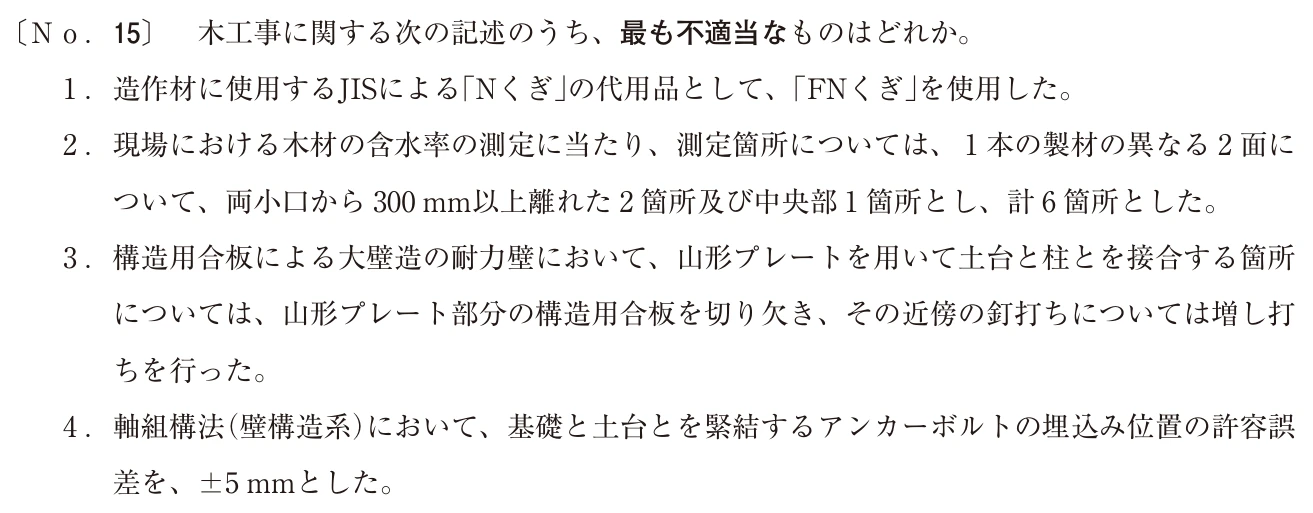 〔Ｎｏ．15〕　木工事に関する次の記述のうち、最も不適当なものはどれか。
1．造作材に使用するJISによる「Nくぎ」の代用品として、「FNくぎ」を使用した。
2．現場における木材の含水率の測定に当たり、測定箇所については、1本の製材の異なる2面に
ついて、両小口から300 mm以上離れた2箇所及び中央部1箇所とし、計6箇所とした。
3．構造用合板による大壁造の耐力壁において、山形プレートを用いて土台と柱とを接合する箇所
については、山形プレート部分の構造用合板を切り欠き、その近傍の釘打ちについては増し打
ちを行った。
4．軸組構法(壁構造系)において、基礎と土台とを緊結するアンカーボルトの埋込み位置の許容誤
差を、±5 mmとした。